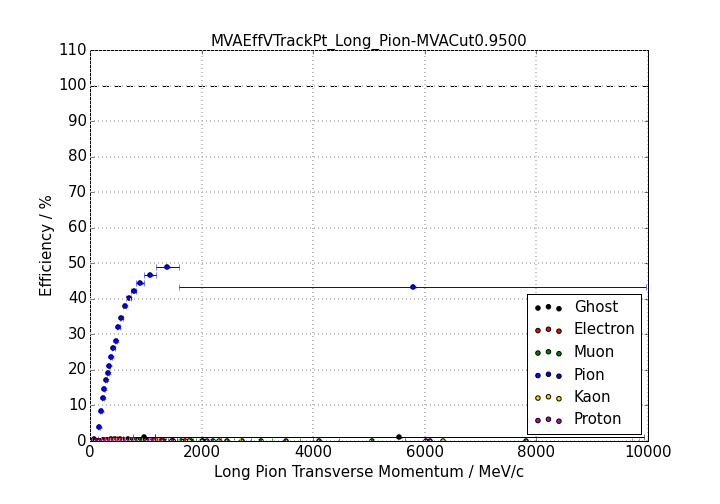 MVAEffVTrackPt_Long_Pion-MVACut0.9500
110
100
90
80
70
60
50
40
30
20
10
0
Efficiency / %
Ghost
Electron
Muon
Pion
Kaon
Proton
0 2000 4000 6000 8000 10000
Long Pion Transverse Momentum / MeV/c